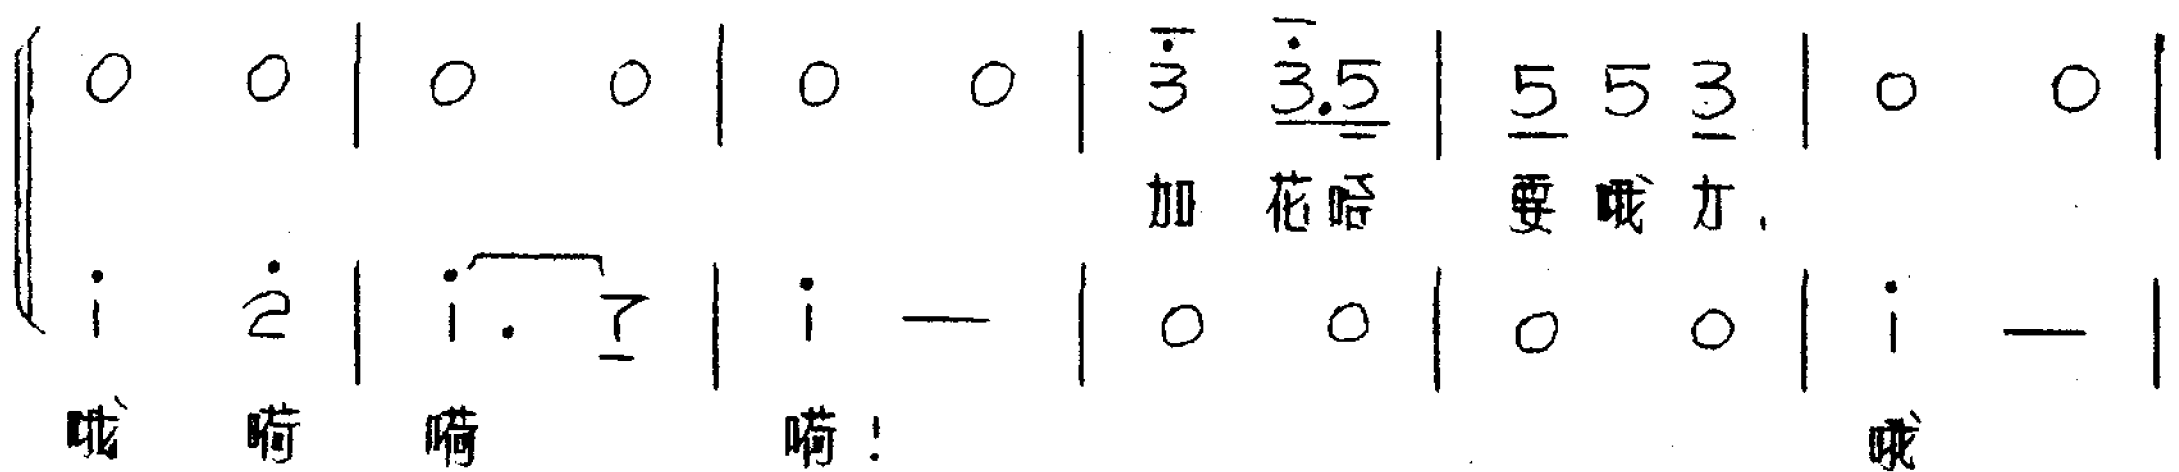 0 0 | 0 0 | 0 0 | 3̇ 3̇.5 | 5 5 3 | 0 0 |
加 花哈 要哦才,
1̇ 2̇ | 1̇. 7 | 1̇ — | 0 0 | 0 0 | 1̇ — |
哦 嗬 嗬 嗬! 哦